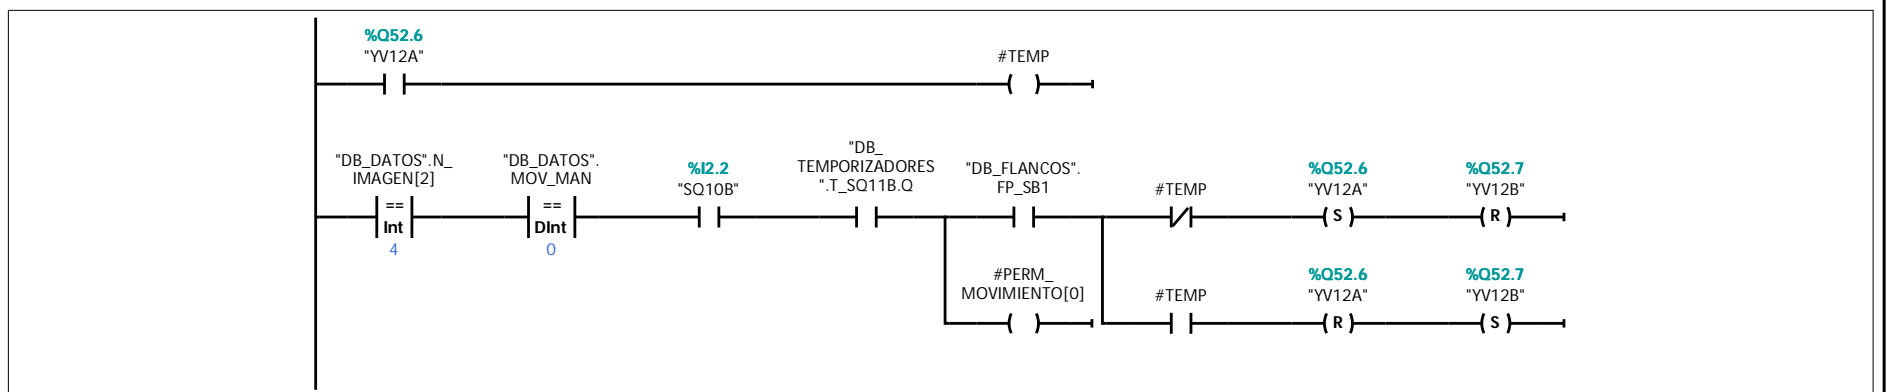 %Q52.6
"YV12A"
#TEMP
"DB_DATOS".N_
IMAGEN[2]
==
Int
4
"DB_DATOS".
MOV_MAN
==
DInt
0
%I2.2
"SQ10B"
"DB_
TEMPORIZADORES
".T_SQ11B.Q
"DB_FLANCOS".
FP_SB1
#TEMP
%Q52.6
"YV12A"
S
%Q52.7
"YV12B"
R
#PERM_
MOVIMIENTO[0]
#TEMP
%Q52.6
"YV12A"
R
%Q52.7
"YV12B"
S